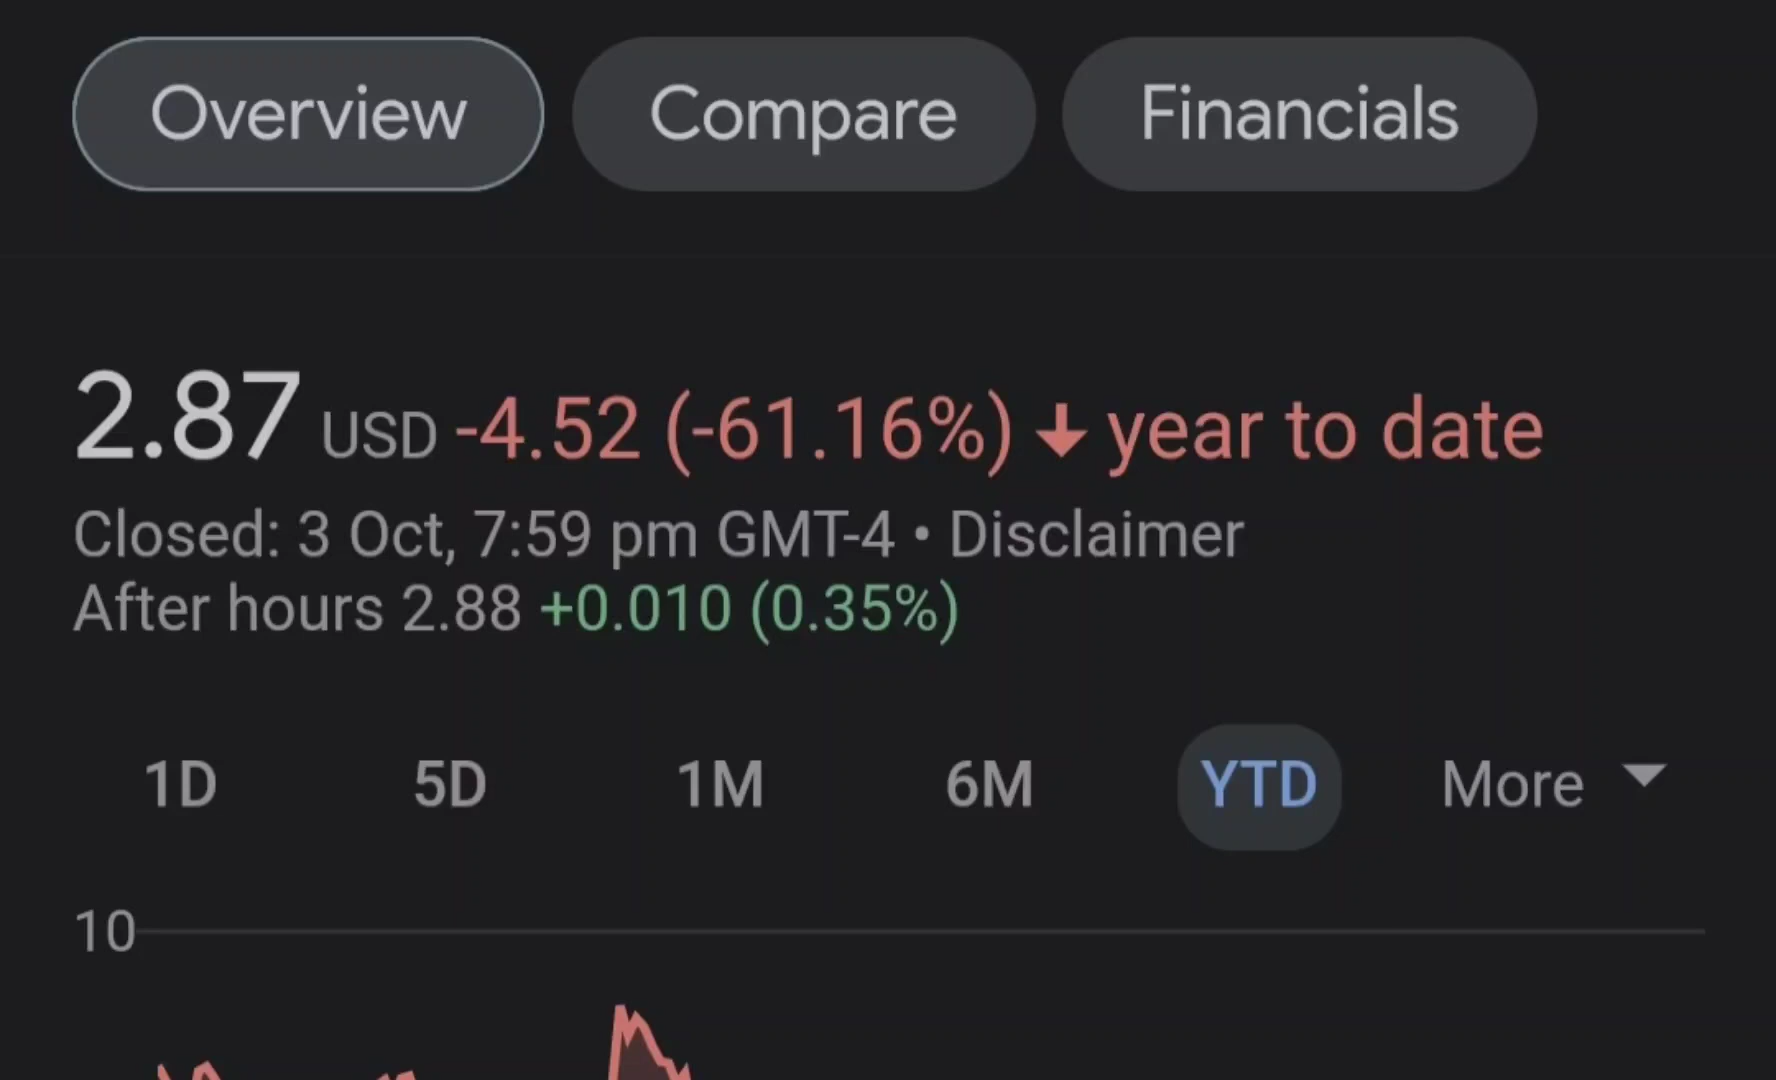 Overview Compare Financials
2.87 USD -4.52 (-61.16%) ↓ year to date
Closed: 3 Oct, 7:59 pm GMT-4 • Disclaimer
After hours 2.88 +0.010 (0.35%)
1D 5D 1M 6M YTD More
10